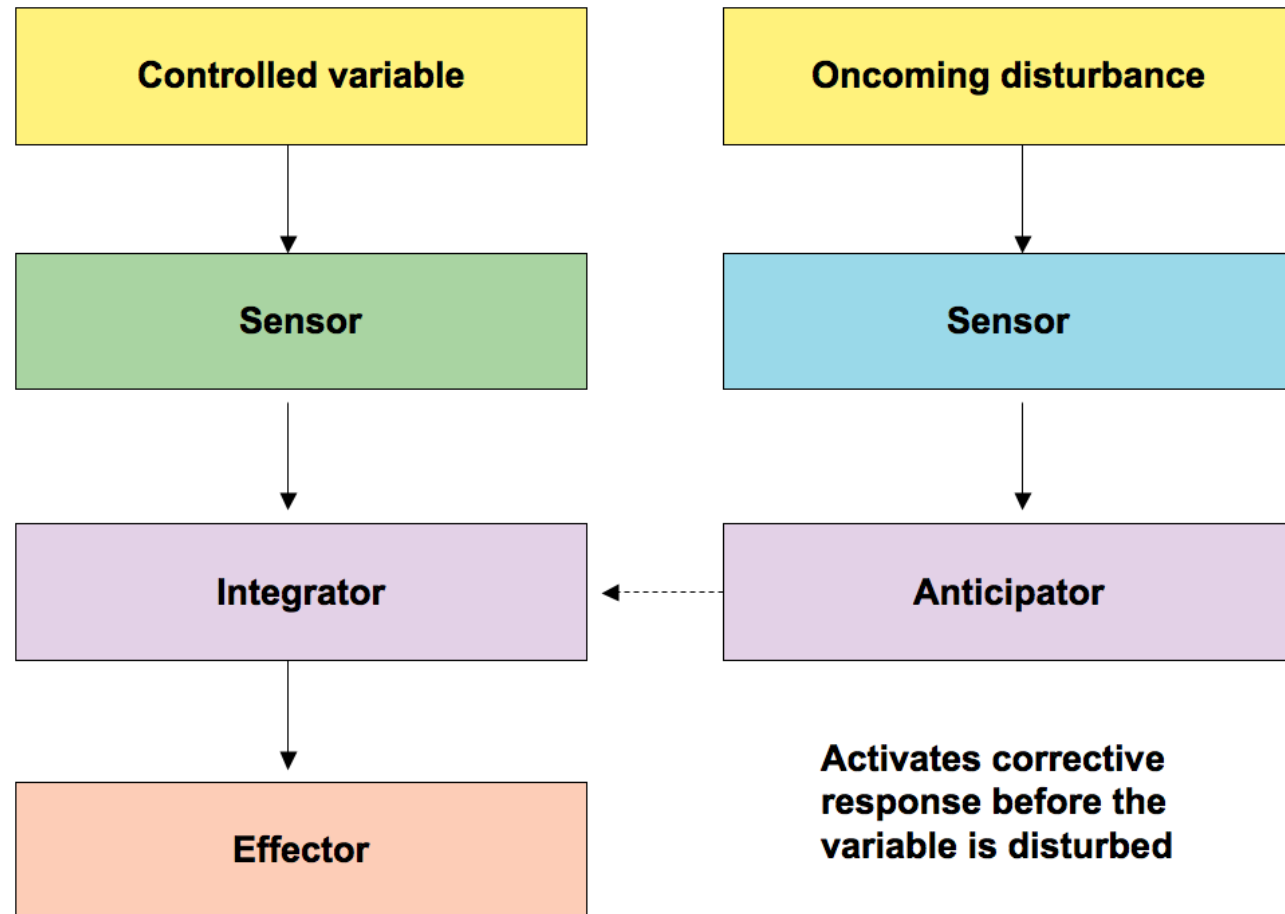 Controlled variable
Oncoming disturbance
Sensor
Sensor
Integrator
Anticipator
Effector
Activates corrective
response before the
variable is disturbed